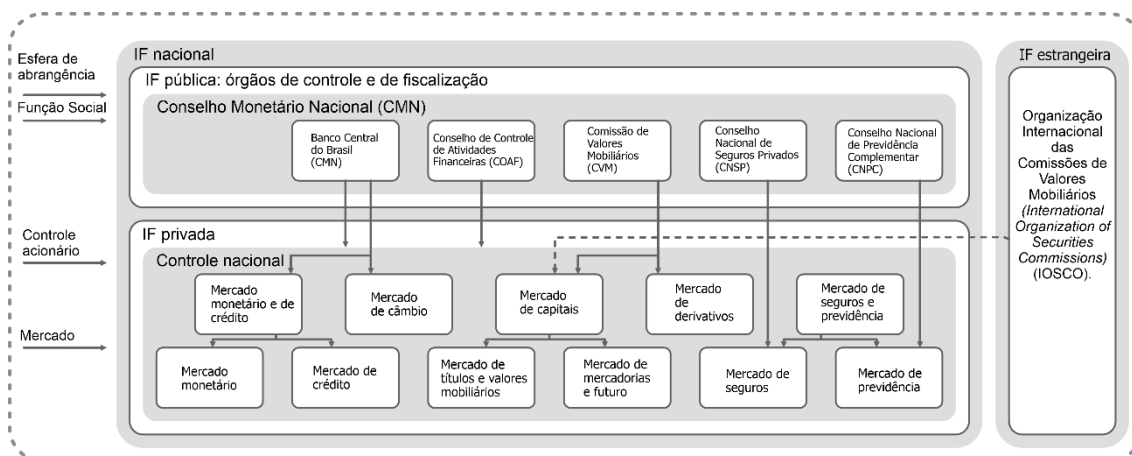 Esfera de
abrangência
Função Social
Controle
acionário
Mercado
IF nacional
IF pública: órgãos de controle e de fiscalização
Conselho Monetário Nacional (CMN)
Banco Central
do Brasil
(CMN)
Conselho de Controle
de Atividades
Financeiras (COAF)
Comissão de
Valores
Mobiliários
(CVM)
Conselho
Nacional de
Seguros Privados
(CNSP)
Conselho Nacional
de Previdência
Complementar
(CNPC)
IF privada
Controle nacional
Mercado
monetário e de
crédito
Mercado
de câmbio
Mercado
de capitais
Mercado
de
derivativos
Mercado de
seguros e
previdência
Mercado
monetário
Mercado de
crédito
Mercado de
títulos e valores
mobiliários
Mercado de
mercadorias
e futuro
Mercado de
seguros
Mercado de
previdência
IF estrangeira
Organização
Internacional
das
Comissões de
Valores
Mobiliários
(International
Organization of
Securities
Commissions)
(IOSCO).